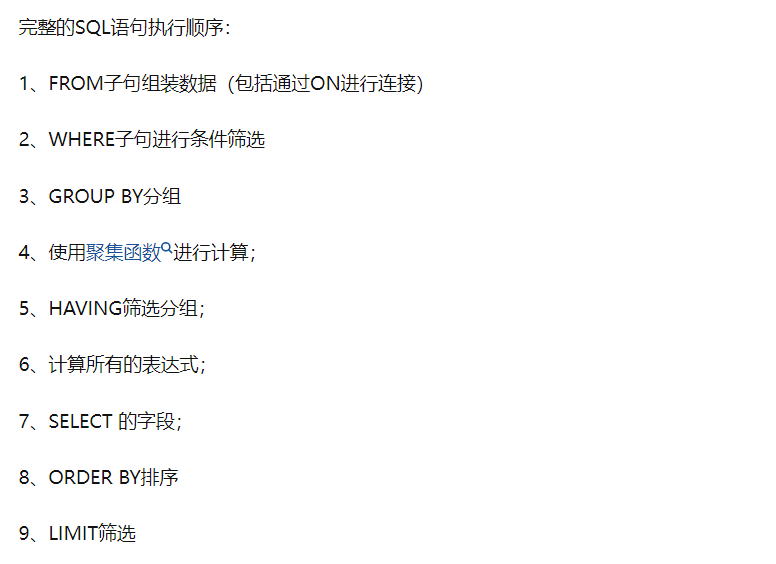 完整的SQL语句执行顺序：
1、FROM子句组装数据（包括通过ON进行连接）
2、WHERE子句进行条件筛选
3、GROUP BY分组
4、使用聚集函数进行计算；
5、HAVING筛选分组；
6、计算所有的表达式；
7、SELECT 的字段；
8、ORDER BY排序
9、LIMIT筛选